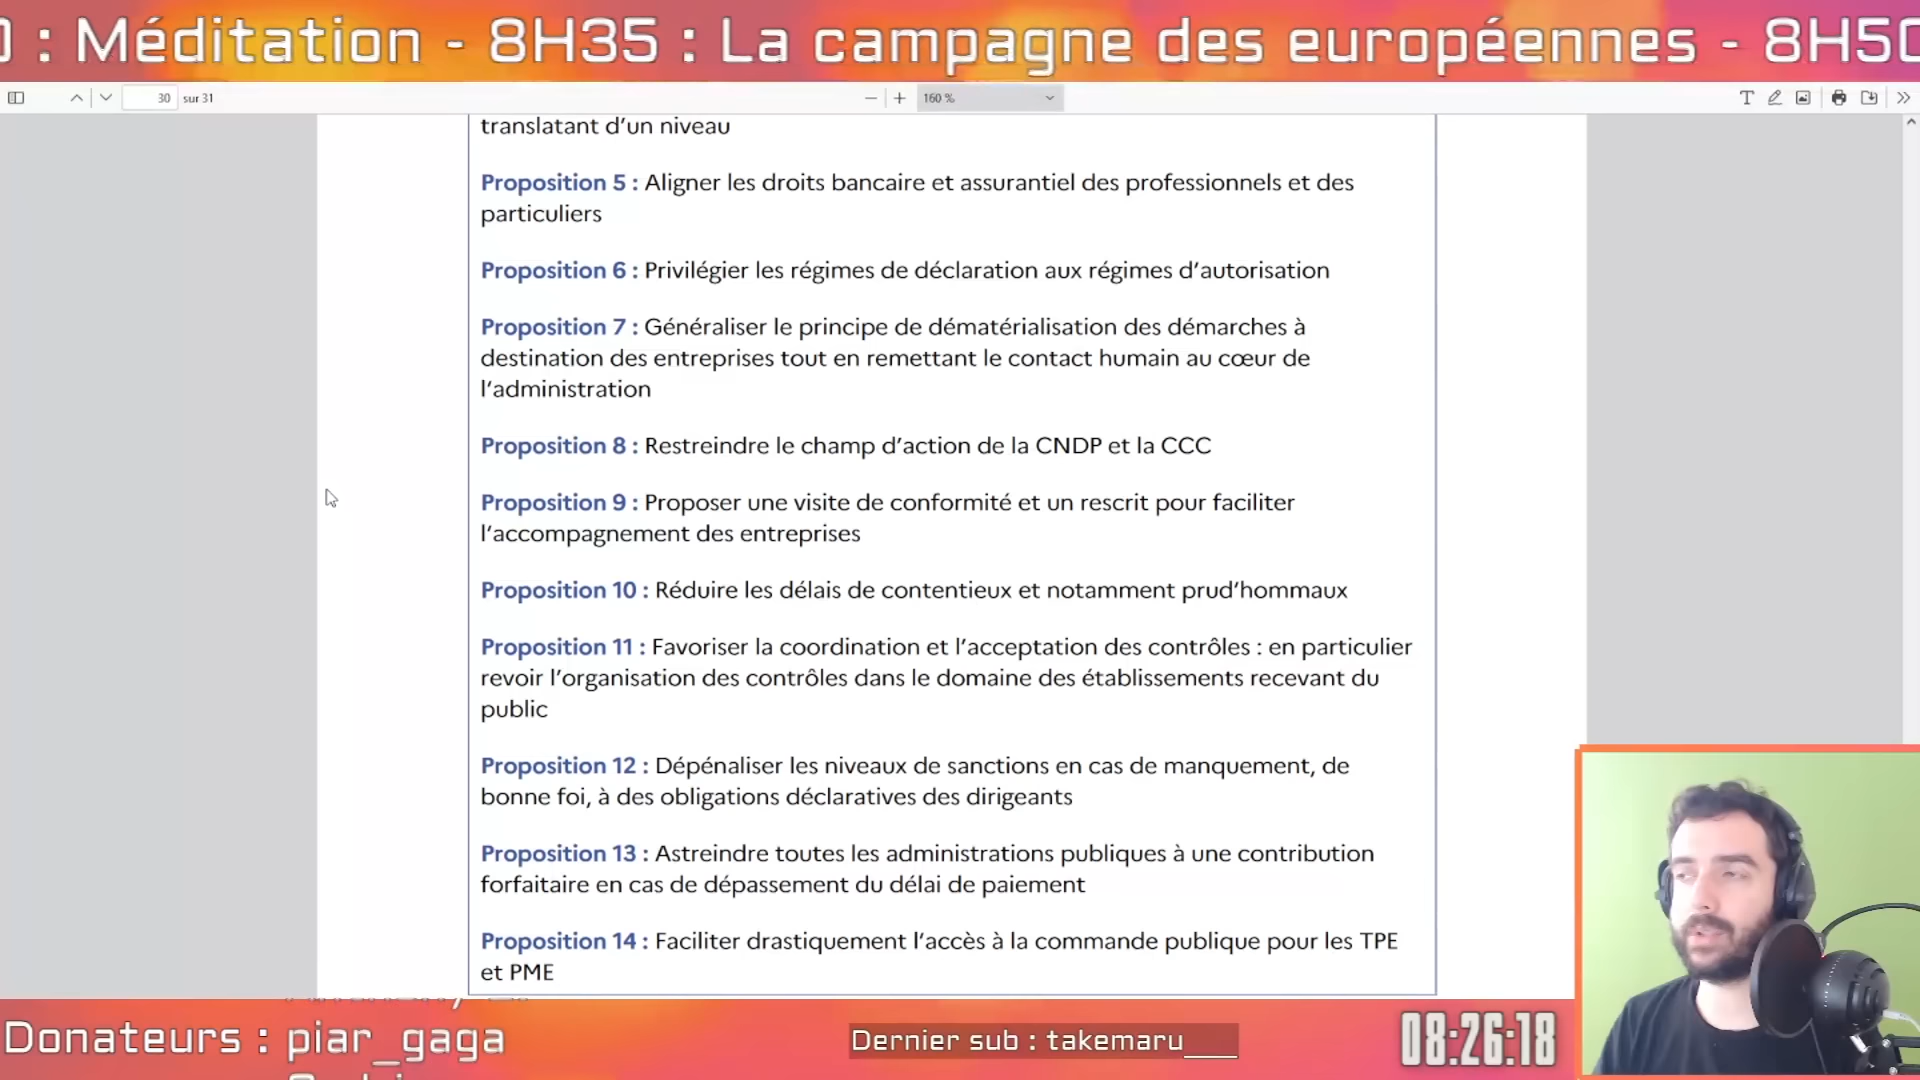 : Méditation - 8H35 : La campagne des européennes - 8H50
30 sur 31
160 %
translatant d’un niveau
Proposition 5 : Aligner les droits bancaire et assurantiel des professionnels et des
particuliers
Proposition 6 : Privilégier les régimes de déclaration aux régimes d’autorisation
Proposition 7 : Généraliser le principe de dématérialisation des démarches à
destination des entreprises tout en remettant le contact humain au cœur de
l’administration
Proposition 8 : Restreindre le champ d’action de la CNDP et la CCC
Proposition 9 : Proposer une visite de conformité et un rescrit pour faciliter
l’accompagnement des entreprises
Proposition 10 : Réduire les délais de contentieux et notamment prud’hommaux
Proposition 11 : Favoriser la coordination et l’acceptation des contrôles : en particulier
revoir l’organisation des contrôles dans le domaine des établissements recevant du
public
Proposition 12 : Dépénaliser les niveaux de sanctions en cas de manquement, de
bonne foi, à des obligations déclaratives des dirigeants
Proposition 13 : Astreindre toutes les administrations publiques à une contribution
forfaitaire en cas de dépassement du délai de paiement
Proposition 14 : Faciliter drastiquement l’accès à la commande publique pour les TPE
et PME
Donateurs : piar_gaga
Dernier sub : takemaru___
08:26:18